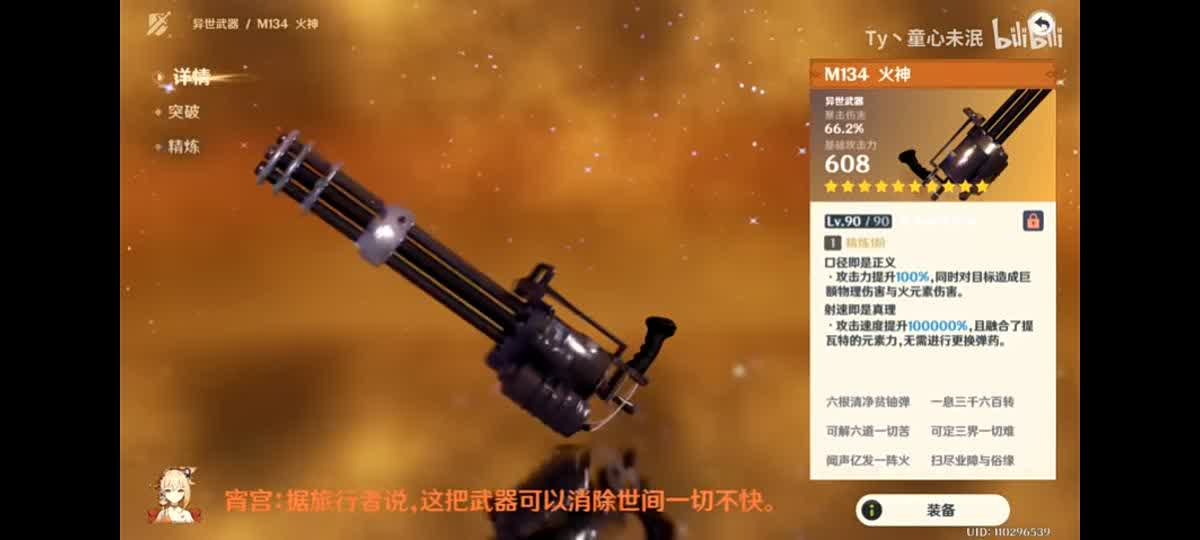 异世武器 / M134 火神
Ty丶童心未泯 bilibili
详情
突破
精炼
M134 火神
异世武器
暴击伤害
66.2%
基础攻击力
608
Lv.90 / 90
1 精炼1阶
口径即是正义
·攻击力提升100%,同时对目标造成巨
额物理伤害与火元素伤害。
射速即是真理
·攻击速度提升100000%,且融合了提
瓦特的元素力,无需进行更换弹药。
六根清净贫铀弹 一息三千六百转
可解六道一切苦 可定三界一切难
闻声亿发一阵火 扫尽业障与俗缘
宵宫:据旅行者说,这把武器可以消除世间一切不快。
装备
UID: 110296539